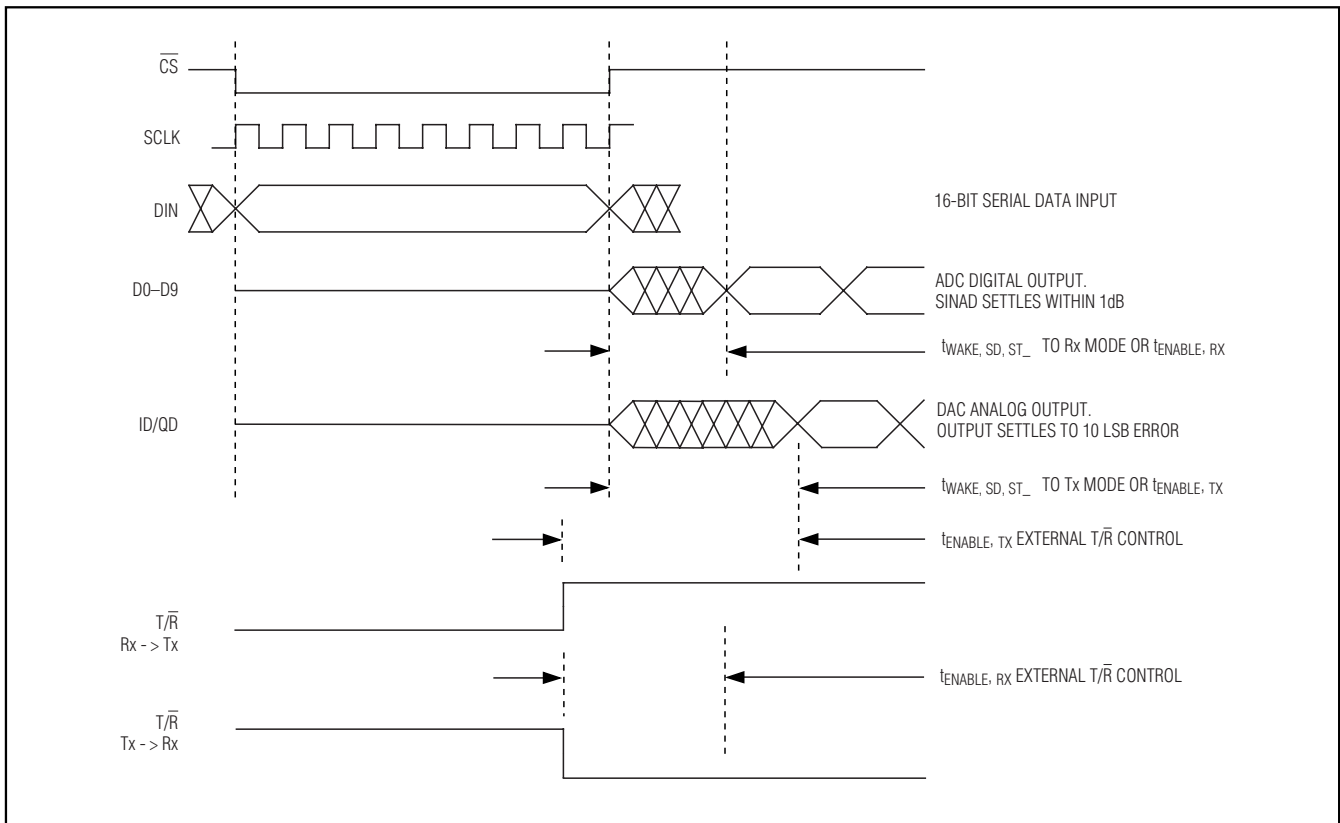 C̅S̅
SCLK
DIN
16-BIT SERIAL DATA INPUT
D0–D9
ADC DIGITAL OUTPUT.
SINAD SETTLES WITHIN 1dB
tWAKE, SD, ST_ TO Rx MODE OR tENABLE, RX
ID/QD
DAC ANALOG OUTPUT.
OUTPUT SETTLES TO 10 LSB ERROR
tWAKE, SD, ST_ TO Tx MODE OR tENABLE, TX
tENABLE, TX EXTERNAL T/R̅ CONTROL
T/R̅
Rx - > Tx
tENABLE, RX EXTERNAL T/R̅ CONTROL
T/R̅
Tx - > Rx